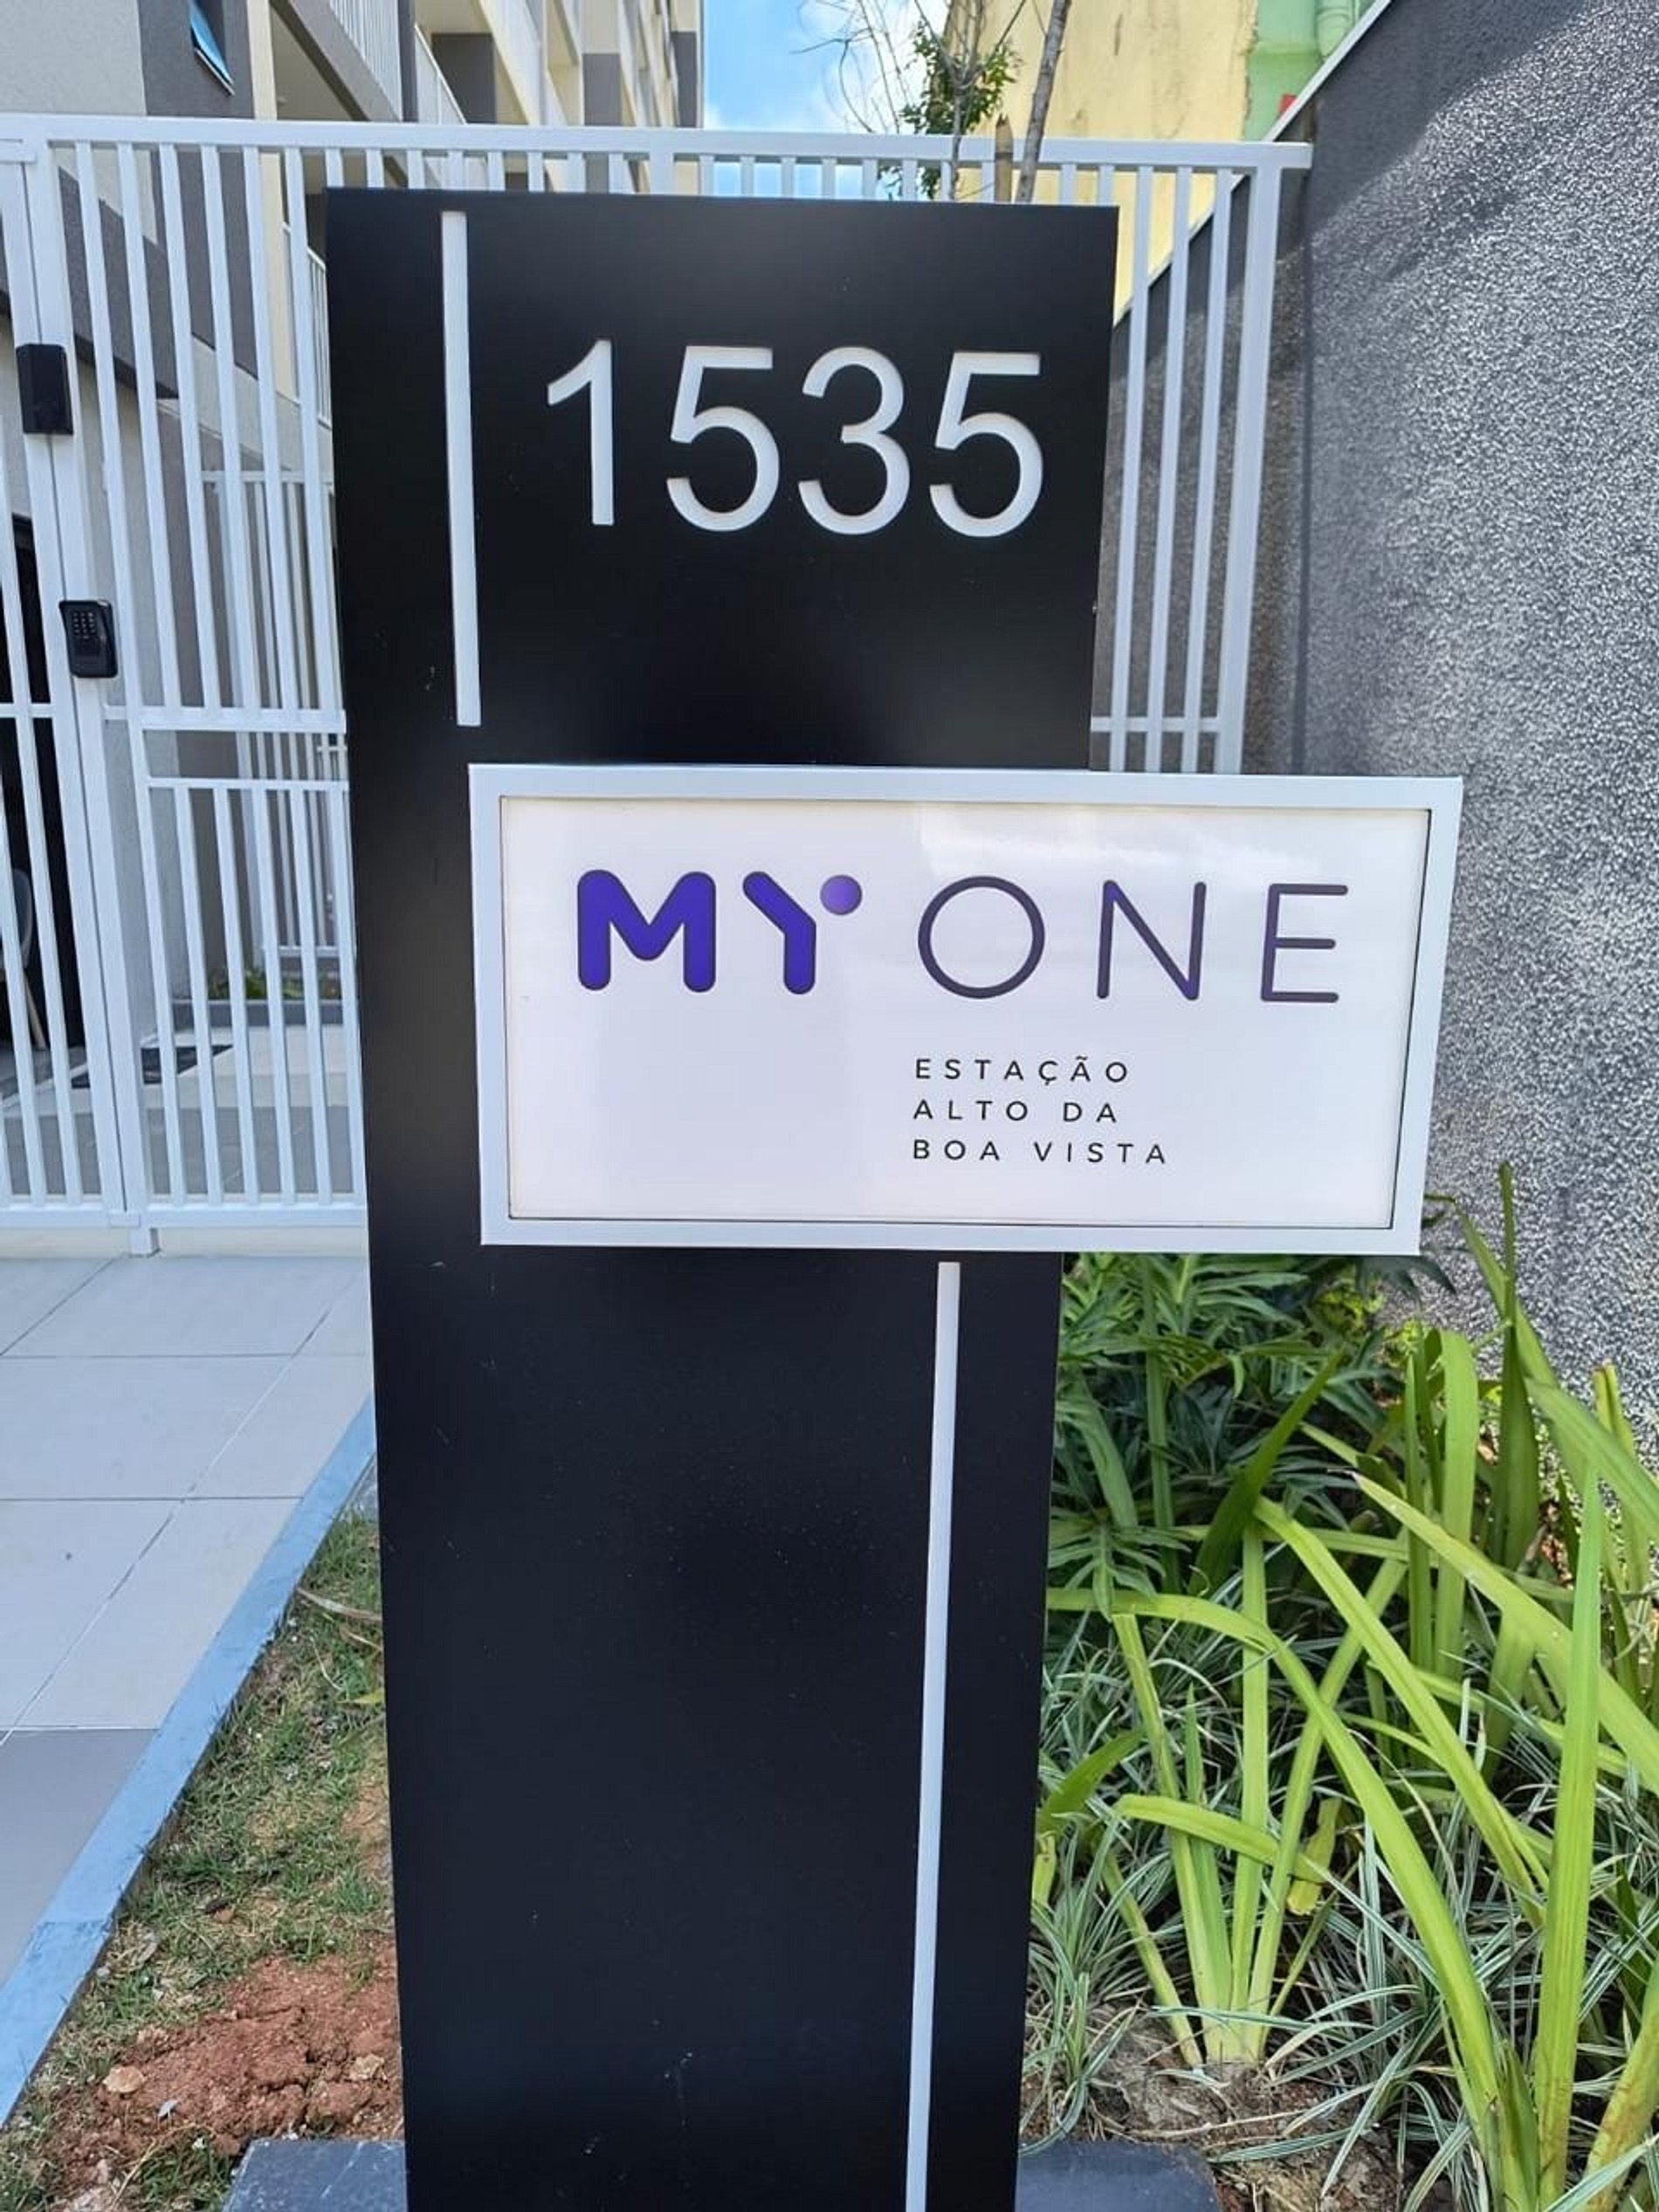 1535
MY ONE
ESTAÇÃO
ALTO DA
BOA VISTA